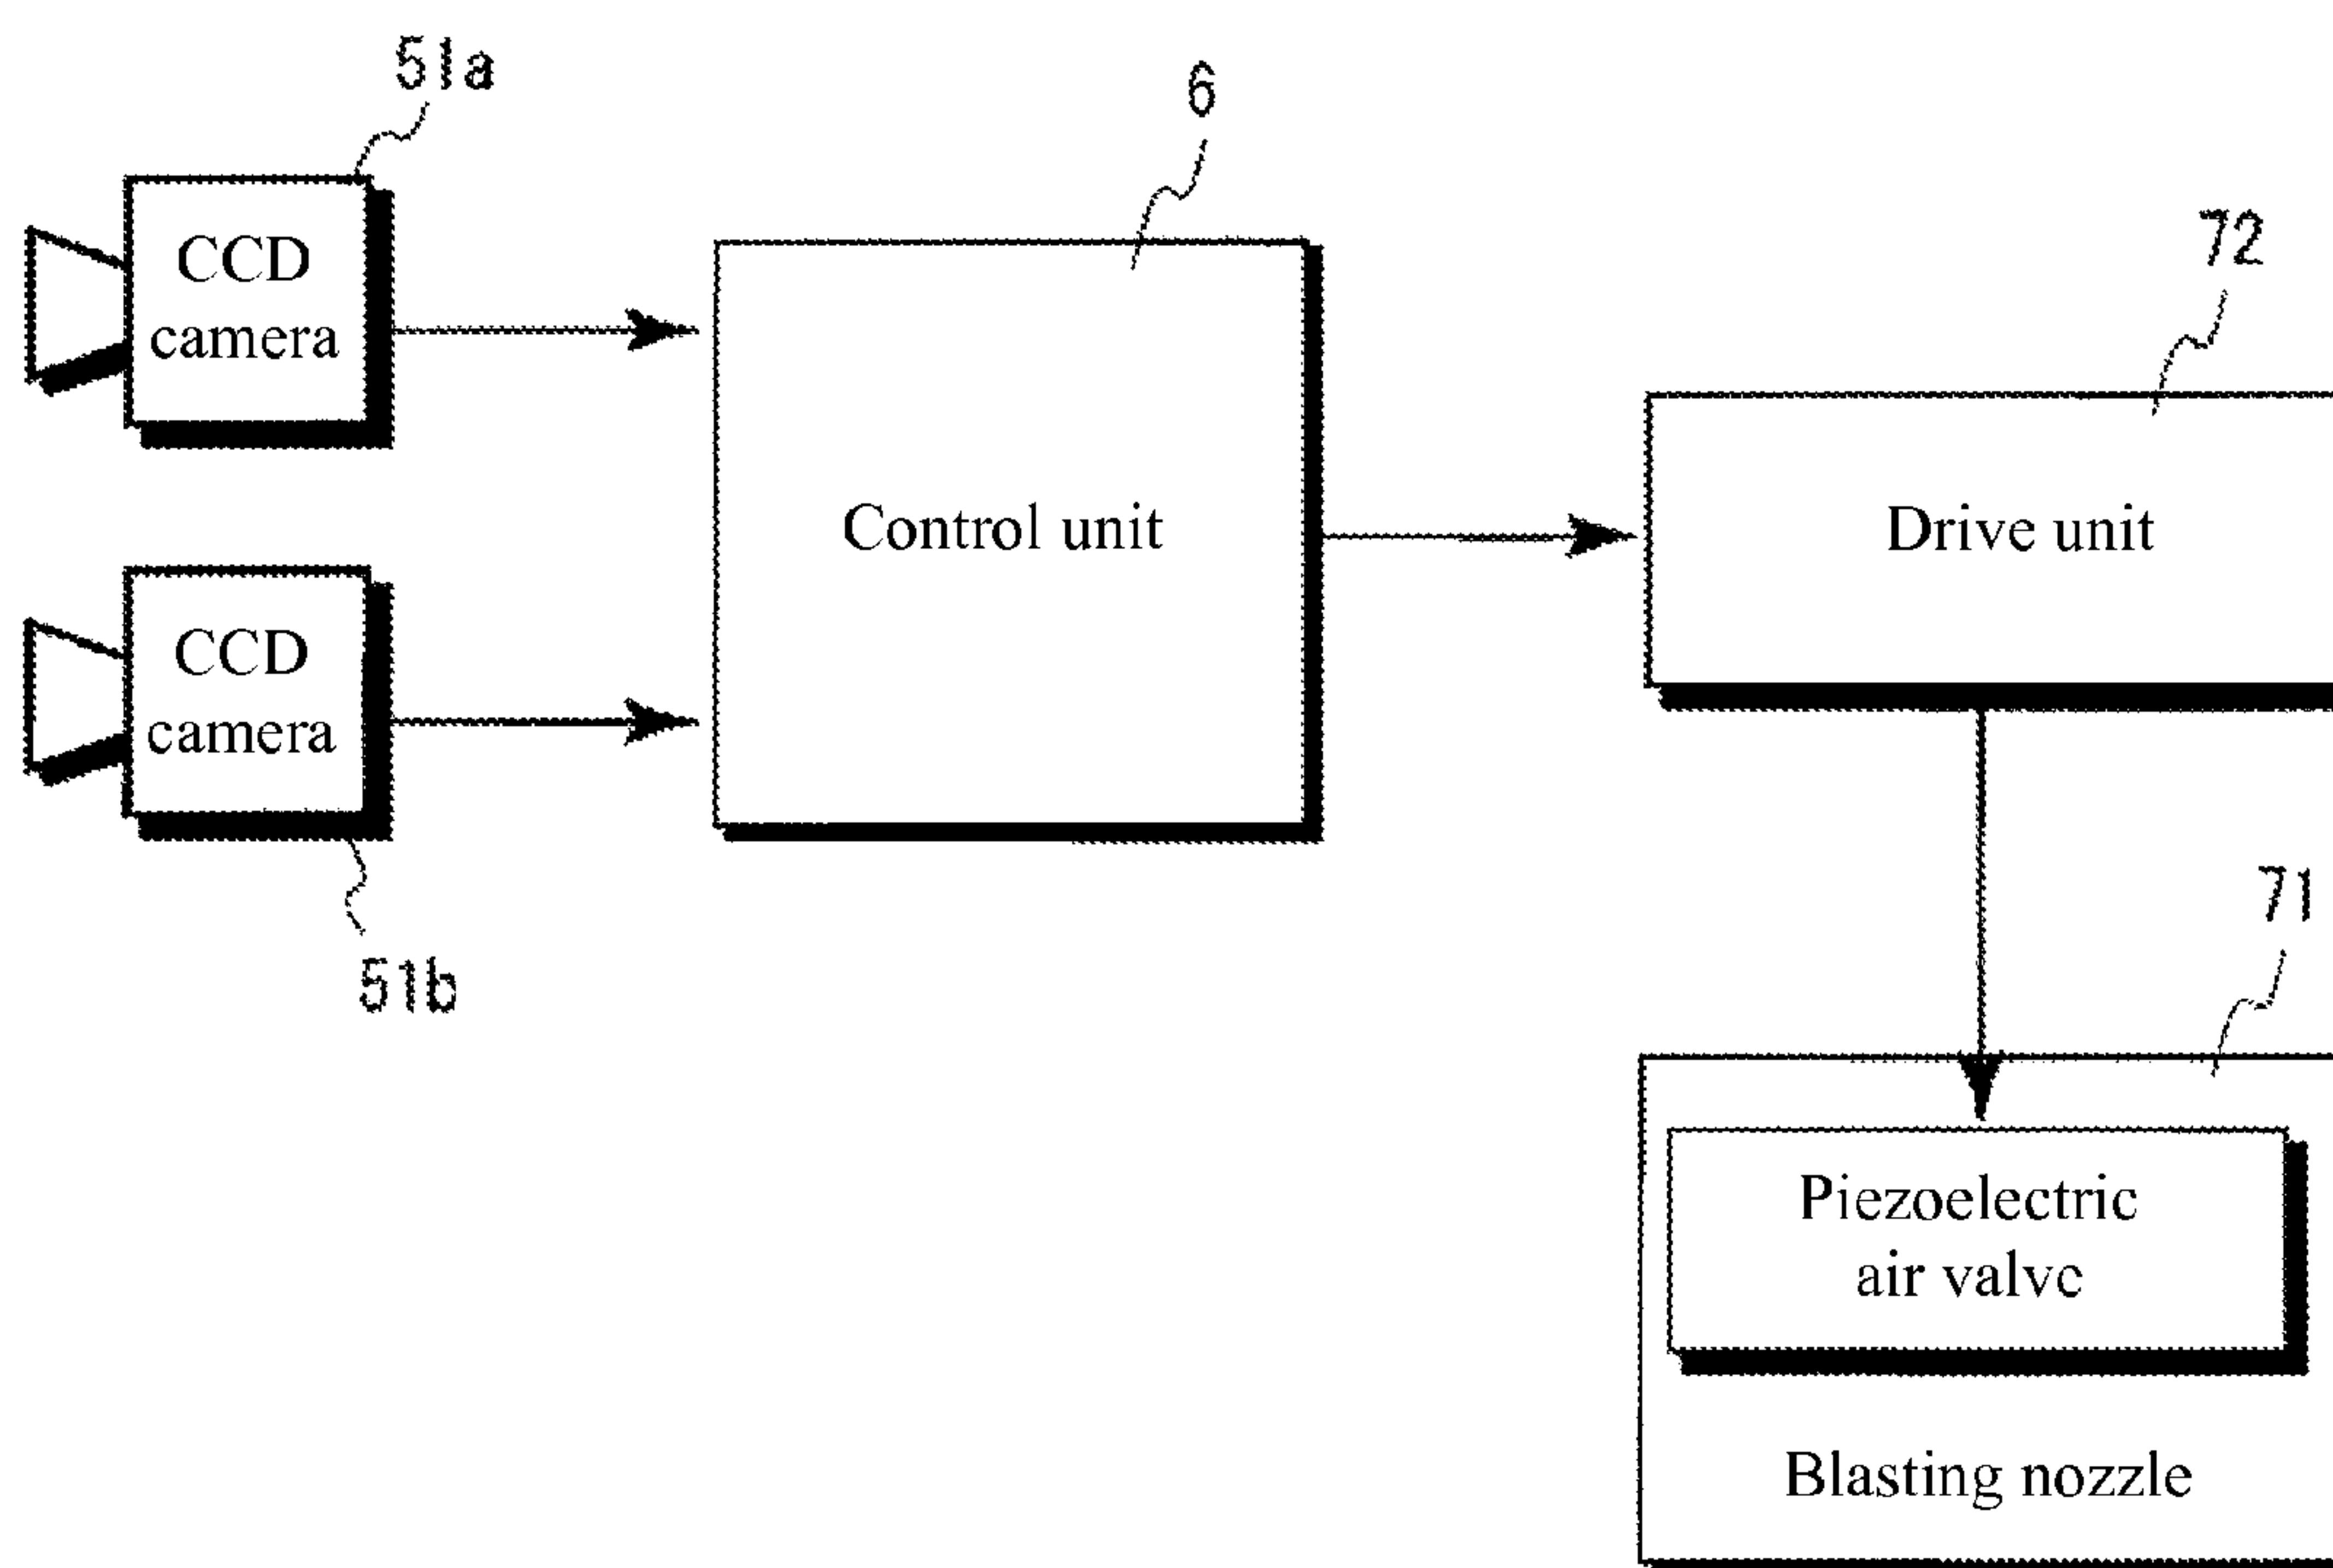 51a
6
CCD
camera
72
Control unit
Drive unit
CCD
camera
71
51b
Piezoelectric
air valve
Blasting nozzle